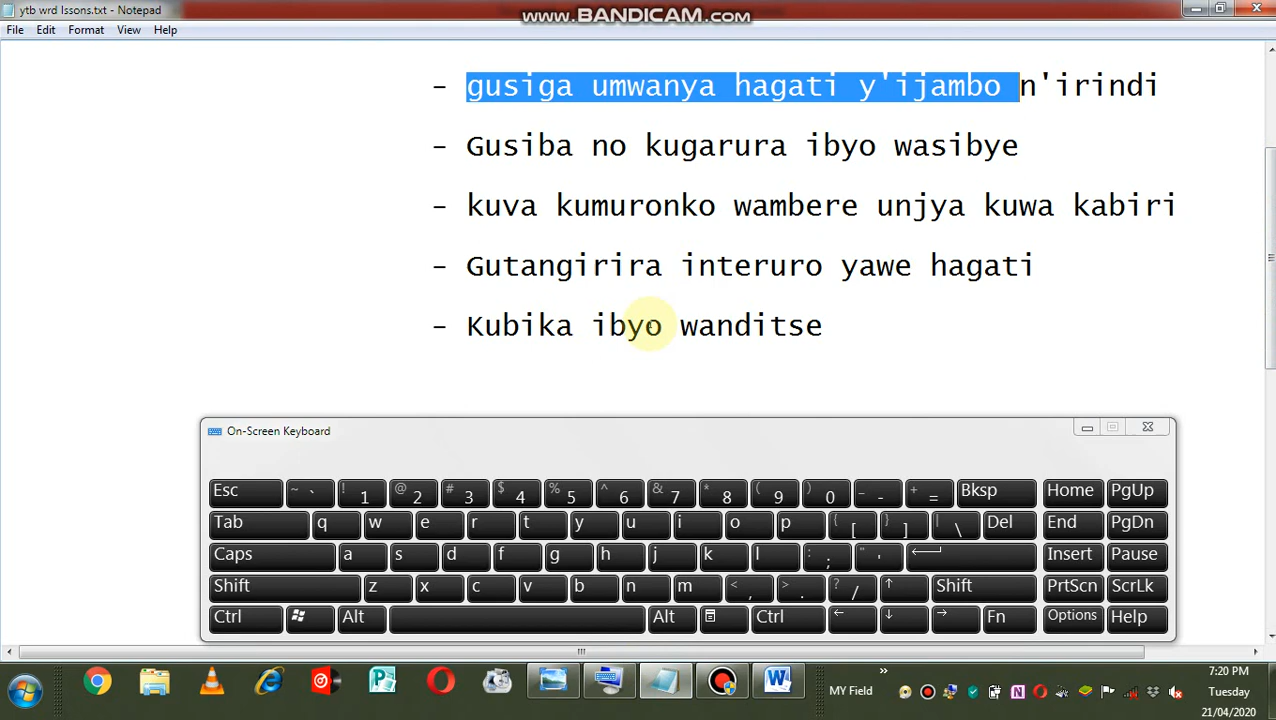 ytb wrd lssons.txt - Notepad
www.BANDICAM.com
File Edit Format View Help
- gusiga umwanya hagati y'ijambo n'irindi
- Gusiba no kugarura ibyo wasibye
- kuva kumuronko wambere unjya kuwa kabiri
- Gutangirira interuro yawe hagati
- Kubika ibyo wanditse
On-Screen Keyboard
Esc ~ ` ! 1 @ 2 # 3 $ 4 % 5 ^ 6 & 7 * 8 ( 9 ) 0 _ - + = Bksp Home PgUp
Tab q w e r t y u i o p { [ } ] | \ Del End PgDn
Caps a s d f g h j k l : ; " ' Insert Pause
Shift z x c v b n m < , > . ? / ↑ Shift PrtScn ScrLk
Ctrl Alt Alt Ctrl ← ↓ → Fn Options Help
MY Field
»
7:20 PM
Tuesday
21/04/2020